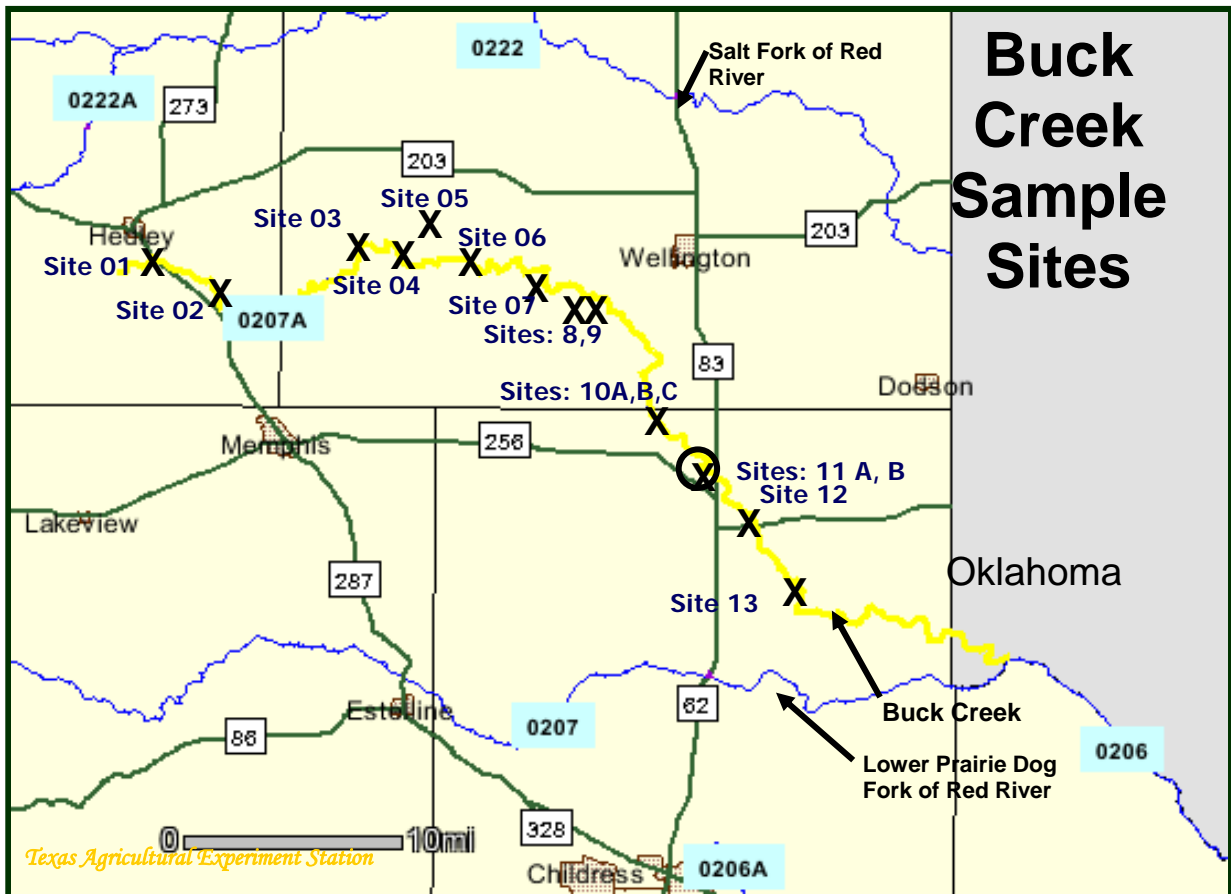 Buck
Creek
Sample
Sites
0222
Salt Fork of Red
River
0222A
273
203
Site 05
Site 03
Hedley
Site 06
203
Wellington
Site 01
Site 04
Site 02
Site 07
0207A
Sites: 8,9
X
X
X
X
X
X
X
X
X
83
Dodson
Sites: 10A,B,C
X
Memphis
256
X
Sites: 11 A, B
Site 12
X
Lakeview
Oklahoma
287
X
Site 13
Estelline
62
0207
Buck Creek
86
0206
Lower Prairie Dog
Fork of Red River
328
0
10mi
Texas Agricultural Experiment Station
Childress
0206A